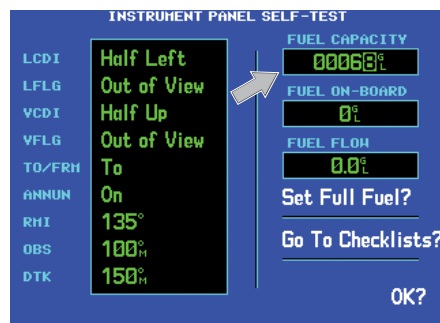 INSTRUMENT PANEL SELF-TEST
LCDI Half Left
LFLG Out of View
VCDI Half Up
VFLG Out of View
TO/FRM To
ANNUN On
RMI 135°
OBS 100°M
DTK 150°M
FUEL CAPACITY
00068GL
FUEL ON-BOARD
0GL
FUEL FLOW
0.0GL
Set Full Fuel?
Go To Checklists?
OK?